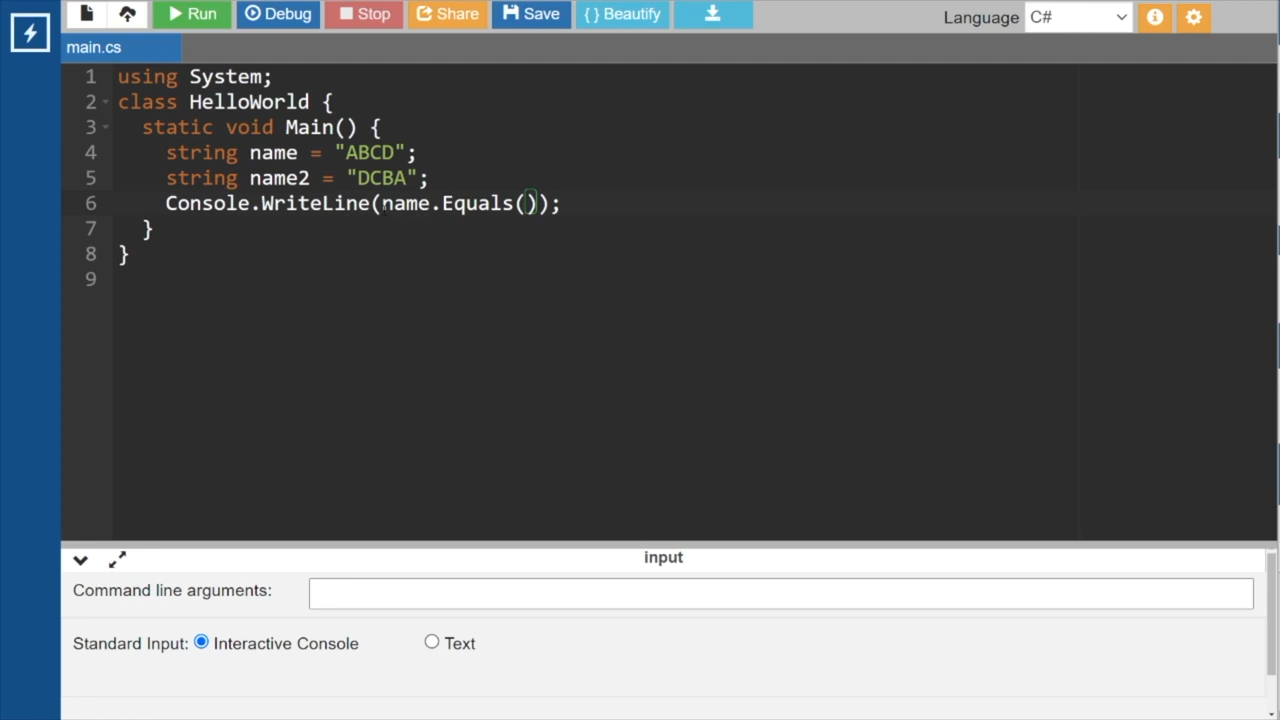 Run Debug Stop Share Save { } Beautify Language C#
main.cs
1 using System;
2 class HelloWorld {
3 static void Main() {
4 string name = "ABCD";
5 string name2 = "DCBA";
6 Console.WriteLine(name.Equals());
7 }
8 }
9
input
Command line arguments:
Standard Input: Interactive Console Text